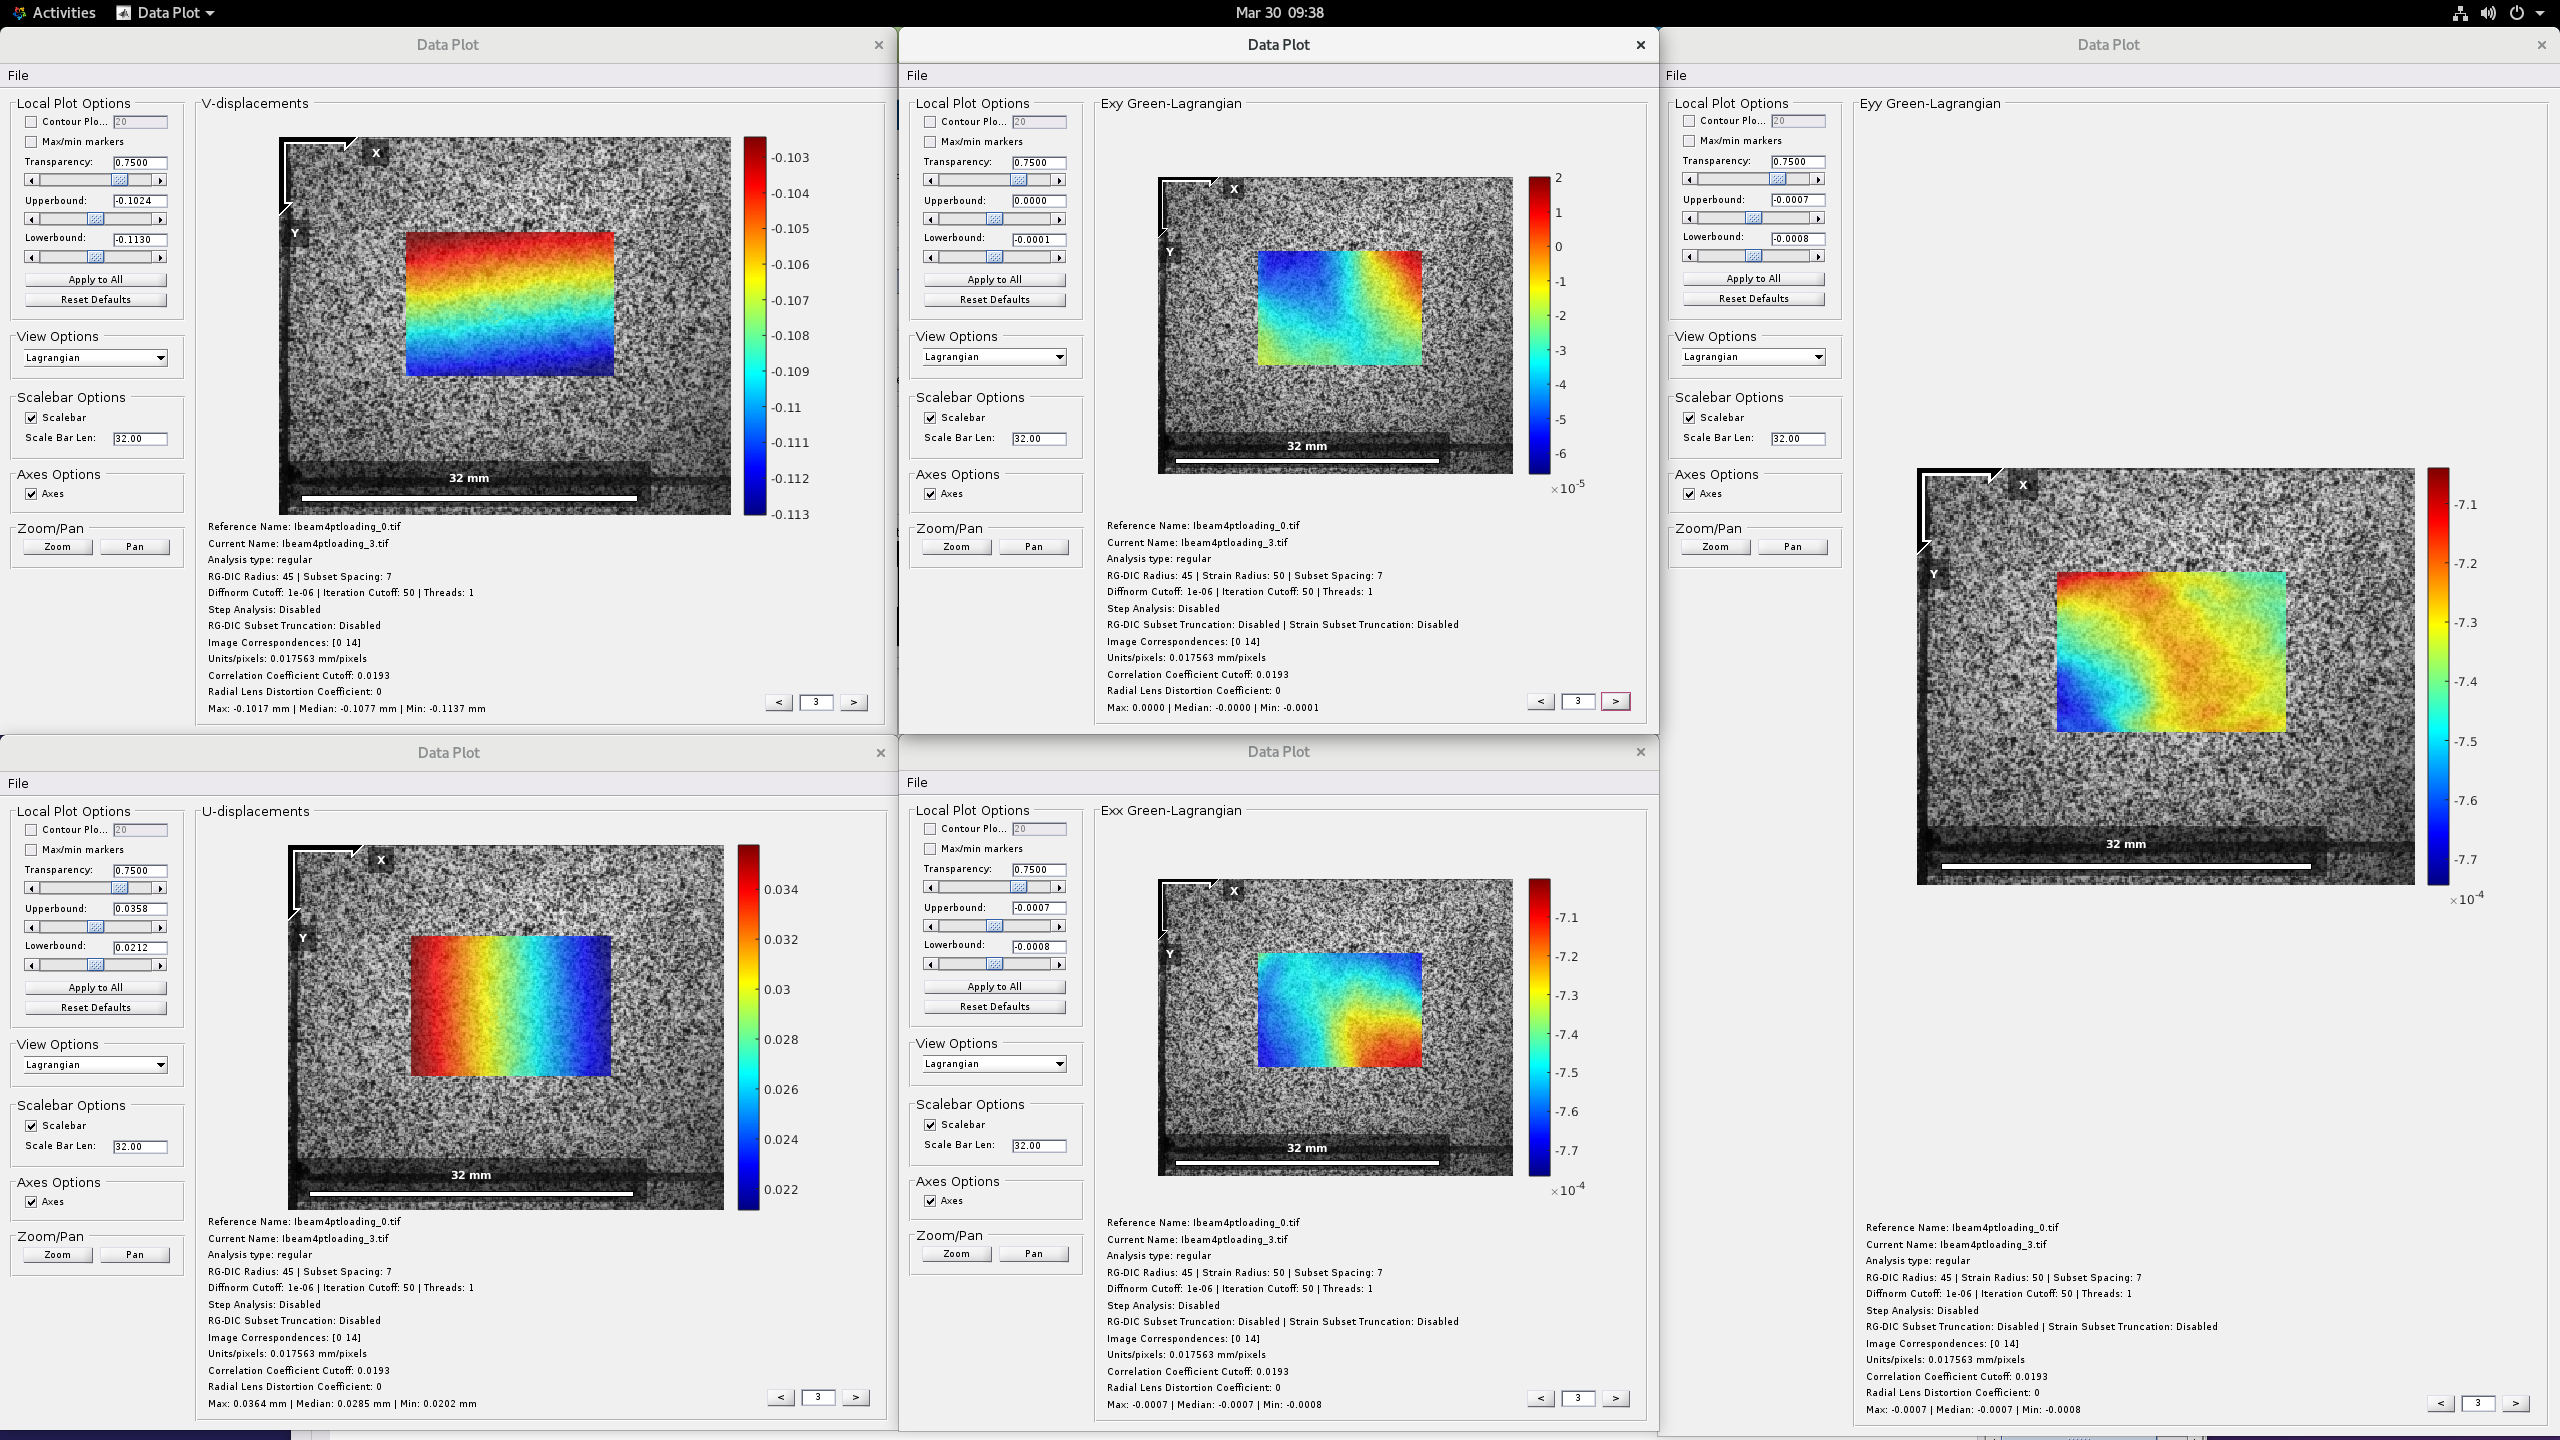 Activities
Data Plot
Mar 30 09:38
Data Plot
File
Local Plot Options
Contour Plo...
20
Max/min markers
Transparency:
0.7500
Upperbound:
-0.1024
Lowerbound:
-0.1130
Apply to All
Reset Defaults
View Options
Lagrangian
Scalebar Options
Scalebar
Scale Bar Len:
32.00
Axes Options
Axes
Zoom/Pan
Zoom
Pan
V-displacements
X
Y
32 mm
-0.103
-0.104
-0.105
-0.106
-0.107
-0.108
-0.109
-0.11
-0.111
-0.112
-0.113
Reference Name: Ibeam4ptloading_0.tif
Current Name: Ibeam4ptloading_3.tif
Analysis type: regular
RG-DIC Radius: 45 | Subset Spacing: 7
Diffnorm Cutoff: 1e-06 | Iteration Cutoff: 50 | Threads: 1
Step Analysis: Disabled
RG-DIC Subset Truncation: Disabled
Image Correspondences: [0 14]
Units/pixels: 0.017563 mm/pixels
Correlation Coefficient Cutoff: 0.0193
Radial Lens Distortion Coefficient: 0
Max: -0.1017 mm | Median: -0.1077 mm | Min: -0.1137 mm
<
3
>
Data Plot
File
Local Plot Options
Contour Plo...
20
Max/min markers
Transparency:
0.7500
Upperbound:
0.0000
Lowerbound:
-0.0001
Apply to All
Reset Defaults
View Options
Lagrangian
Scalebar Options
Scalebar
Scale Bar Len:
32.00
Axes Options
Axes
Zoom/Pan
Zoom
Pan
Exy Green-Lagrangian
X
Y
32 mm
2
1
0
-1
-2
-3
-4
-5
-6
×10-5
Reference Name: Ibeam4ptloading_0.tif
Current Name: Ibeam4ptloading_3.tif
Analysis type: regular
RG-DIC Radius: 45 | Strain Radius: 50 | Subset Spacing: 7
Diffnorm Cutoff: 1e-06 | Iteration Cutoff: 50 | Threads: 1
Step Analysis: Disabled
RG-DIC Subset Truncation: Disabled | Strain Subset Truncation: Disabled
Image Correspondences: [0 14]
Units/pixels: 0.017563 mm/pixels
Correlation Coefficient Cutoff: 0.0193
Radial Lens Distortion Coefficient: 0
Max: 0.0000 | Median: -0.0000 | Min: -0.0001
<
3
>
Data Plot
File
Local Plot Options
Contour Plo...
20
Max/min markers
Transparency:
0.7500
Upperbound:
-0.0007
Lowerbound:
-0.0008
Apply to All
Reset Defaults
View Options
Lagrangian
Scalebar Options
Scalebar
Scale Bar Len:
32.00
Axes Options
Axes
Zoom/Pan
Zoom
Pan
Eyy Green-Lagrangian
X
Y
32 mm
-7.1
-7.2
-7.3
-7.4
-7.5
-7.6
-7.7
×10-4
Reference Name: Ibeam4ptloading_0.tif
Current Name: Ibeam4ptloading_3.tif
Analysis type: regular
RG-DIC Radius: 45 | Strain Radius: 50 | Subset Spacing: 7
Diffnorm Cutoff: 1e-06 | Iteration Cutoff: 50 | Threads: 1
Step Analysis: Disabled
RG-DIC Subset Truncation: Disabled | Strain Subset Truncation: Disabled
Image Correspondences: [0 14]
Units/pixels: 0.017563 mm/pixels
Correlation Coefficient Cutoff: 0.0193
Radial Lens Distortion Coefficient: 0
Max: -0.0007 | Median: -0.0007 | Min: -0.0008
<
3
>
Data Plot
File
Local Plot Options
Contour Plo...
20
Max/min markers
Transparency:
0.7500
Upperbound:
0.0358
Lowerbound:
0.0212
Apply to All
Reset Defaults
View Options
Lagrangian
Scalebar Options
Scalebar
Scale Bar Len:
32.00
Axes Options
Axes
Zoom/Pan
Zoom
Pan
U-displacements
X
Y
32 mm
0.034
0.032
0.03
0.028
0.026
0.024
0.022
Reference Name: Ibeam4ptloading_0.tif
Current Name: Ibeam4ptloading_3.tif
Analysis type: regular
RG-DIC Radius: 45 | Subset Spacing: 7
Diffnorm Cutoff: 1e-06 | Iteration Cutoff: 50 | Threads: 1
Step Analysis: Disabled
RG-DIC Subset Truncation: Disabled
Image Correspondences: [0 14]
Units/pixels: 0.017563 mm/pixels
Correlation Coefficient Cutoff: 0.0193
Radial Lens Distortion Coefficient: 0
Max: 0.0364 mm | Median: 0.0285 mm | Min: 0.0202 mm
<
3
>
Data Plot
File
Local Plot Options
Contour Plo...
20
Max/min markers
Transparency:
0.7500
Upperbound:
-0.0007
Lowerbound:
-0.0008
Apply to All
Reset Defaults
View Options
Lagrangian
Scalebar Options
Scalebar
Scale Bar Len:
32.00
Axes Options
Axes
Zoom/Pan
Zoom
Pan
Exx Green-Lagrangian
X
Y
32 mm
-7.1
-7.2
-7.3
-7.4
-7.5
-7.6
-7.7
×10-4
Reference Name: Ibeam4ptloading_0.tif
Current Name: Ibeam4ptloading_3.tif
Analysis type: regular
RG-DIC Radius: 45 | Strain Radius: 50 | Subset Spacing: 7
Diffnorm Cutoff: 1e-06 | Iteration Cutoff: 50 | Threads: 1
Step Analysis: Disabled
RG-DIC Subset Truncation: Disabled | Strain Subset Truncation: Disabled
Image Correspondences: [0 14]
Units/pixels: 0.017563 mm/pixels
Correlation Coefficient Cutoff: 0.0193
Radial Lens Distortion Coefficient: 0
Max: -0.0007 | Median: -0.0007 | Min: -0.0008
<
3
>